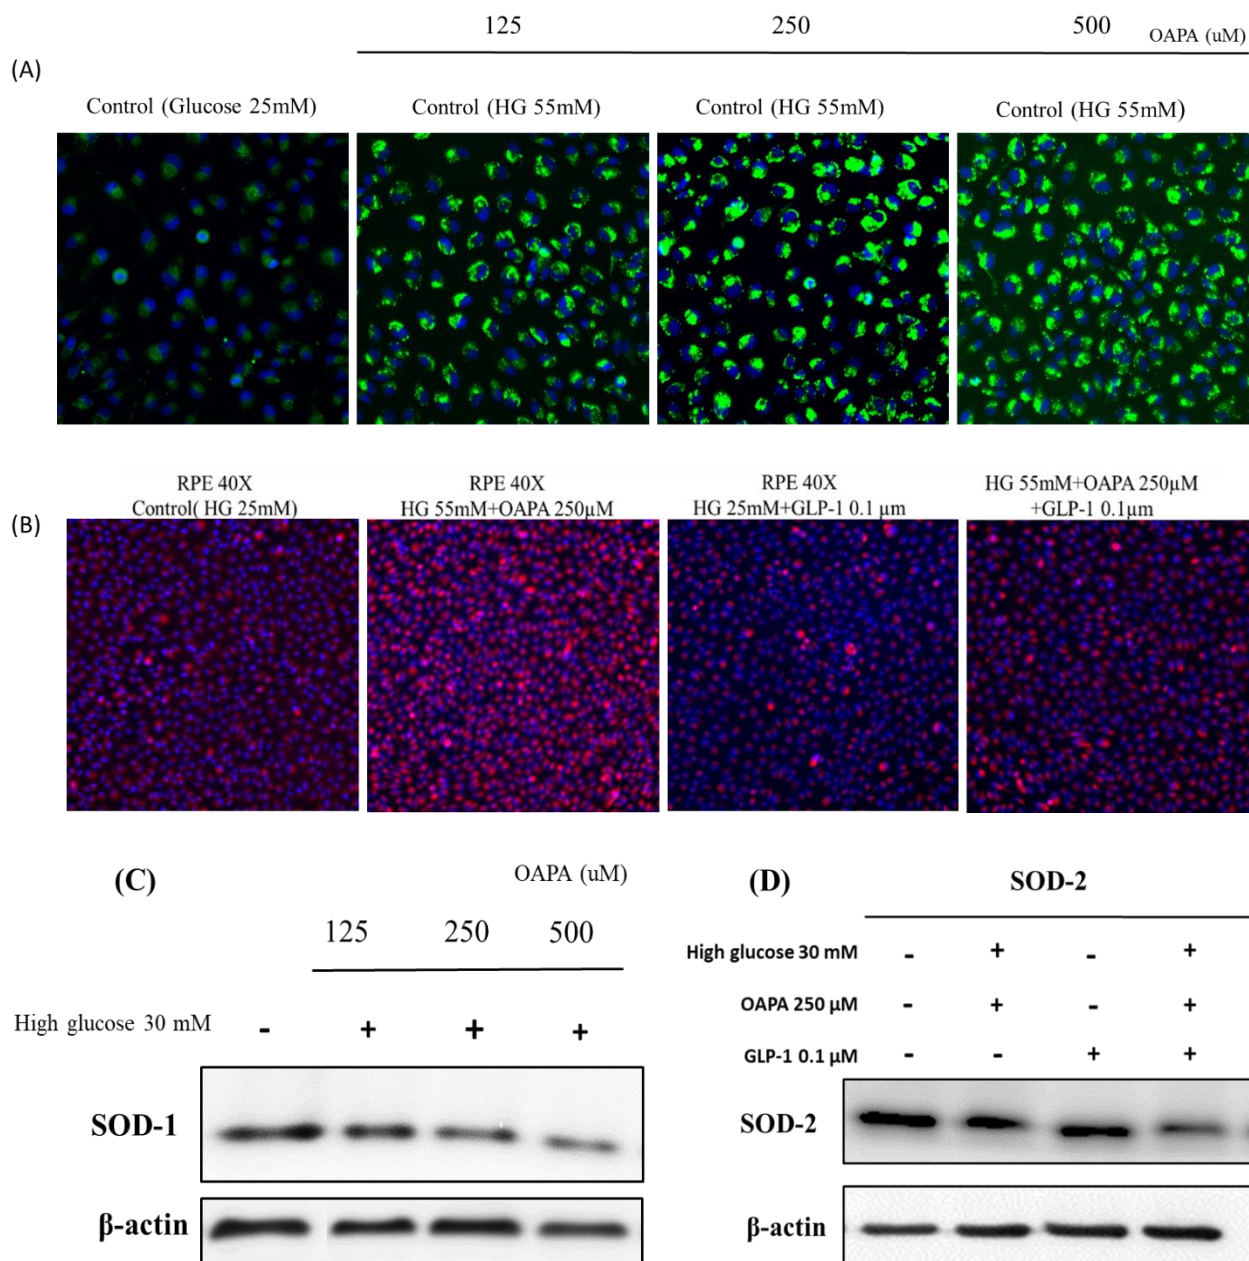 125 250 500 OAPA (uM)
(A)
Control (Glucose 25mM) Control (HG 55mM) Control (HG 55mM) Control (HG 55mM)
RPE 40X RPE 40X RPE 40X HG 55mM+OAPA 250µM
(B) Control( HG 25mM) HG 55mM+OAPA 250µM HG 25mM+GLP-1 0.1 µm +GLP-1 0.1µm
(C) OAPA (uM)
125 250 500
High glucose 30 mM - + + +
SOD-1
β-actin
(D) SOD-2
High glucose 30 mM - + - +
OAPA 250 µM - + - +
GLP-1 0.1 µM - - + +
SOD-2
β-actin